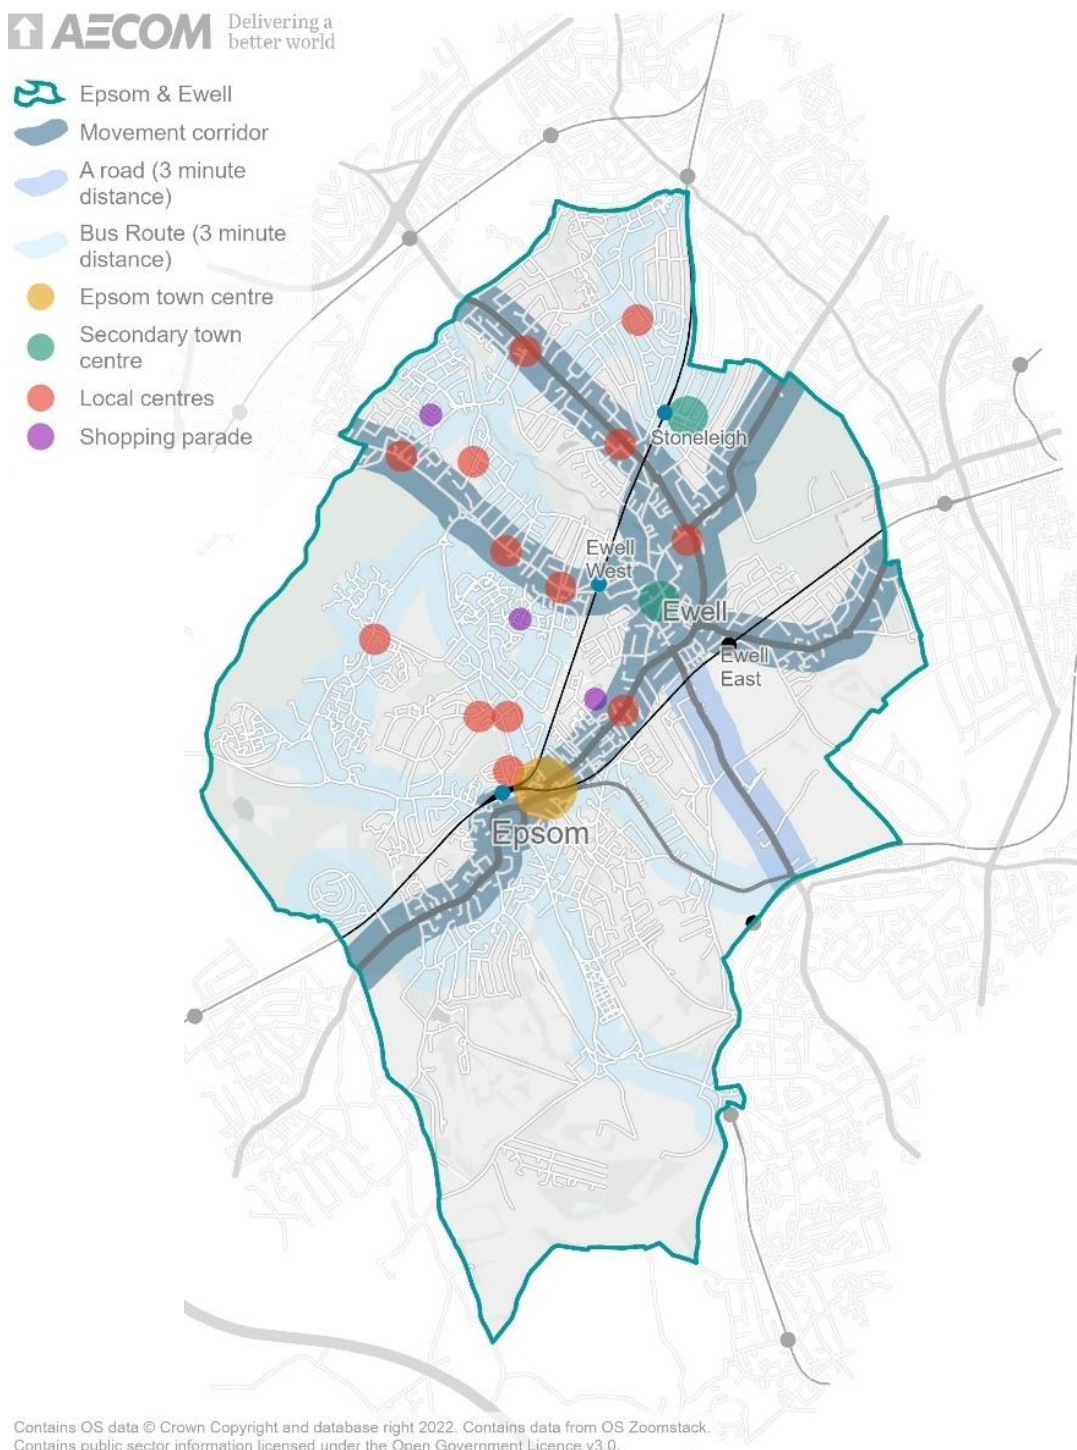 AECOM
Delivering a
better world
Epsom & Ewell
Movement corridor
A road (3 minute
distance)
Bus Route (3 minute
distance)
Epsom town centre
Secondary town
centre
Local centres
Shopping parade
Stoneleigh
Ewell
West
Ewell
Ewell
East
Epsom
Contains OS data © Crown Copyright and database right 2022. Contains data from OS Zoomstack.
Contains public sector information licensed under the Open Government Licence v3.0.